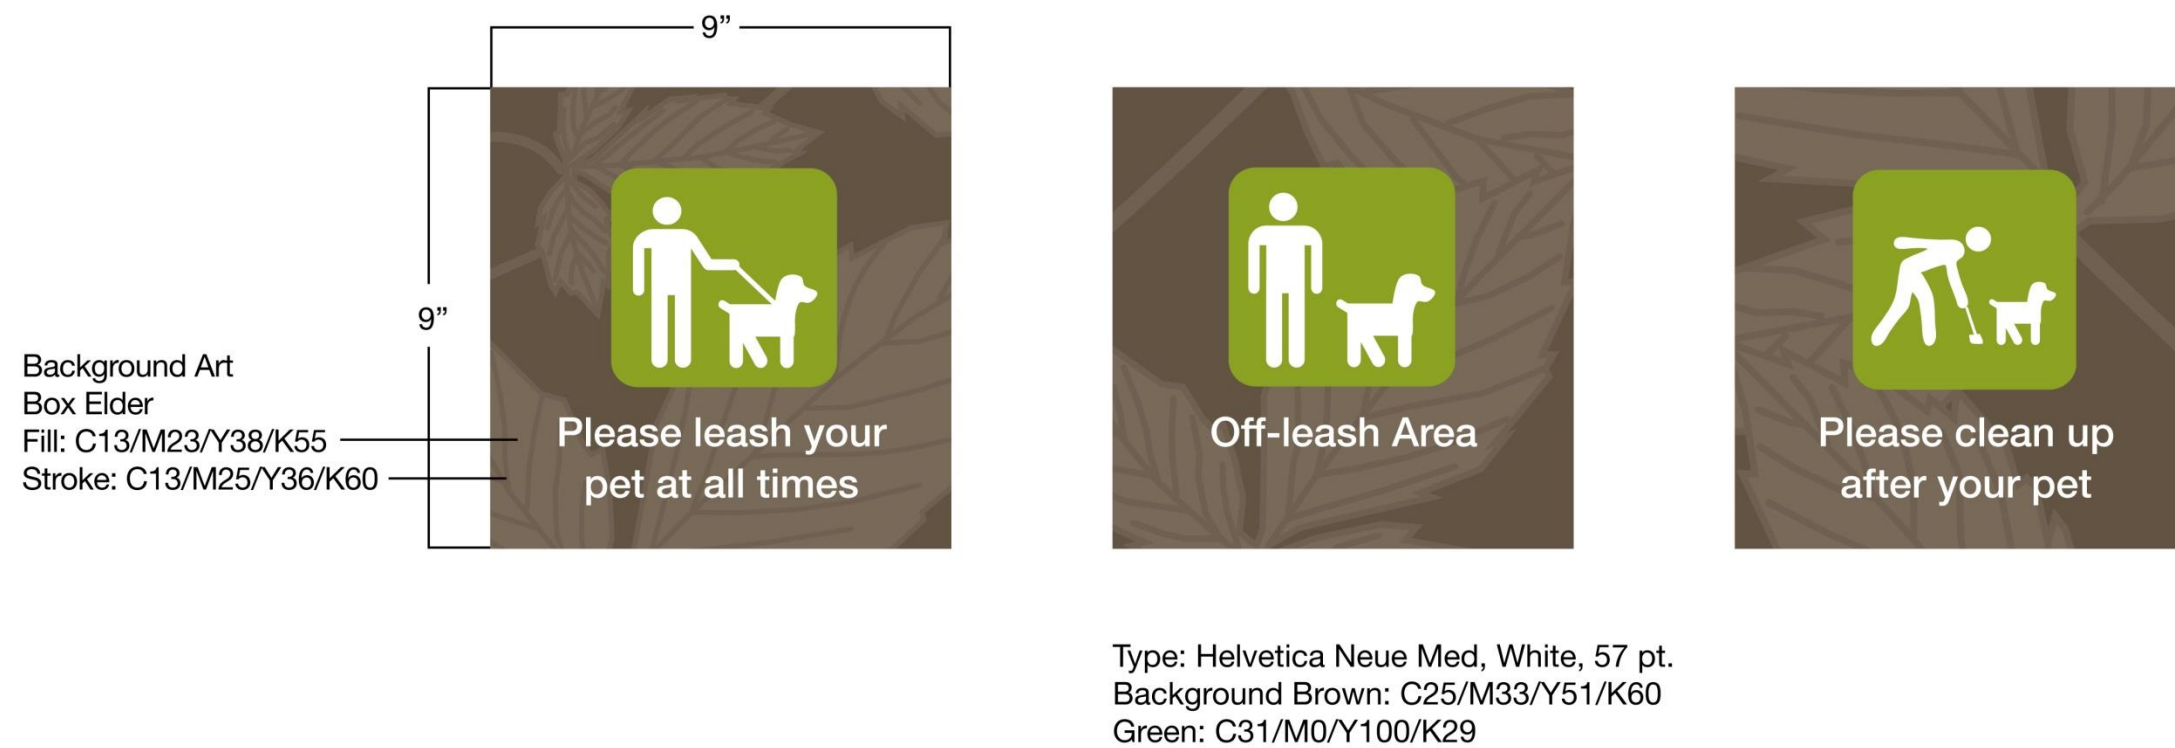 9”
9”
Background Art
Box Elder
Fill: C13/M23/Y38/K55
Stroke: C13/M25/Y36/K60
Please leash your
pet at all times
Off-leash Area
Please clean up
after your pet
Type: Helvetica Neue Med, White, 57 pt.
Background Brown: C25/M33/Y51/K60
Green: C31/M0/Y100/K29